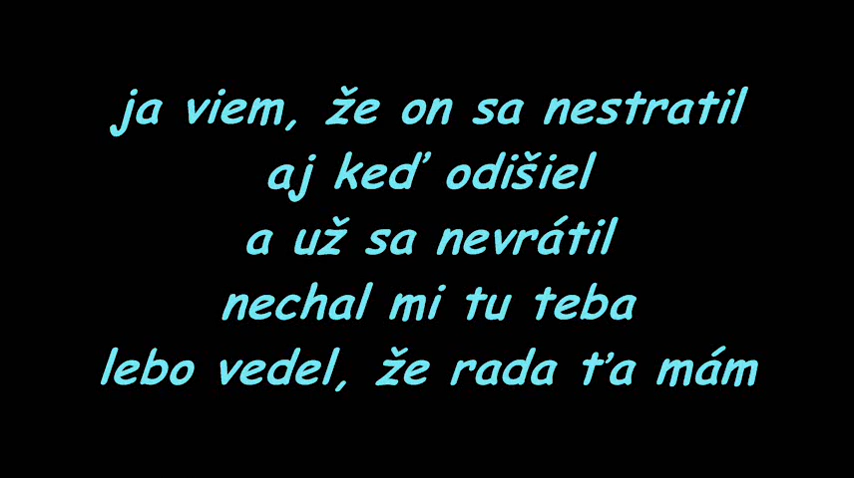 ja viem, že on sa nestratil
aj keď odišiel
a už sa nevrátil
nechal mi tu teba
lebo vedel, že rada ťa mám